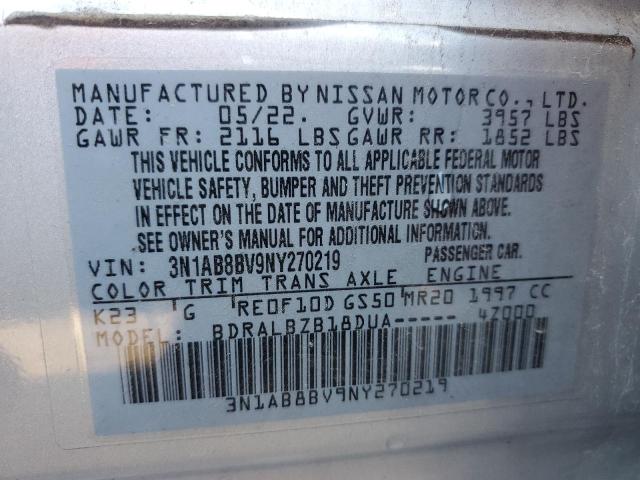 MANUFACTURED BY NISSAN MOTOR CO., LTD.
DATE: 05/22. GVWR: 3957 LBS
GAWR FR: 2116 LBS GAWR RR: 1852 LBS
THIS VEHICLE CONFORMS TO ALL APPLICABLE FEDERAL MOTOR
VEHICLE SAFETY, BUMPER AND THEFT PREVENTION STANDARDS
IN EFFECT ON THE DATE OF MANUFACTURE SHOWN ABOVE.
SEE OWNER'S MANUAL FOR ADDITIONAL INFORMATION.
VIN: 3N1AB8BV9NY270219 PASSENGER CAR.
COLOR TRIM TRANS AXLE ENGINE
K23 G RE0F10D GS50 MR20 1997 CC
MODEL: BDRALBZB18DUA----- 4Z000
3N1AB8BV9NY270219